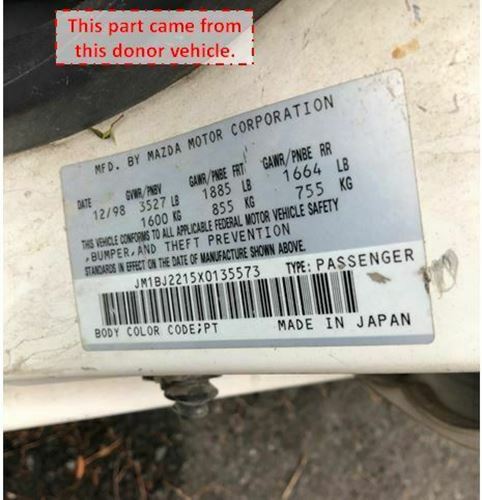 This part came from
this donor vehicle.
MFD. BY MAZDA MOTOR CORPORATION
DATE GVWR/PNBV GAWR/PNBE FRT GAWR/PNBE RR
12/98 3527 LB 1885 LB 1664 LB
1600 KG 855 KG 755 KG
THIS VEHICLE CONFORMS TO ALL APPLICABLE FEDERAL MOTOR VEHICLE SAFETY
,BUMPER,AND THEFT PREVENTION
STANDARDS IN EFFECT ON THE DATE OF MANUFACTURE SHOWN ABOVE.
JM1BJ2215X0135573 TYPE: PASSENGER
BODY COLOR CODE;PT MADE IN JAPAN